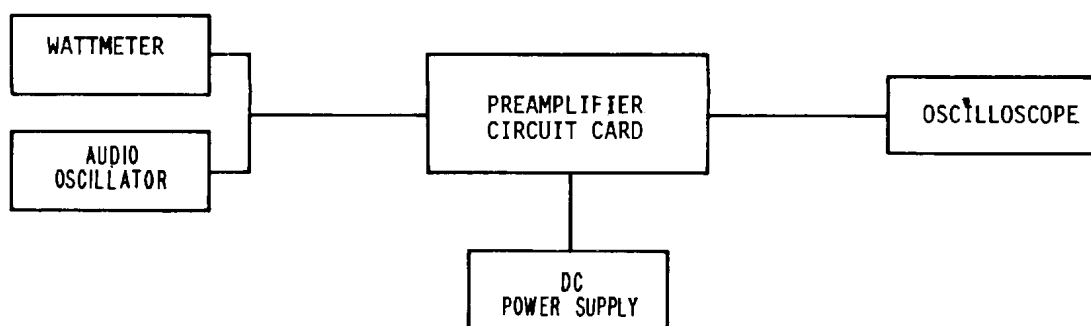 WATTMETER
AUDIO
OSCILLATOR
PREAMPLIFIER
CIRCUIT CARD
OSCILLOSCOPE
DC
POWER SUPPLY